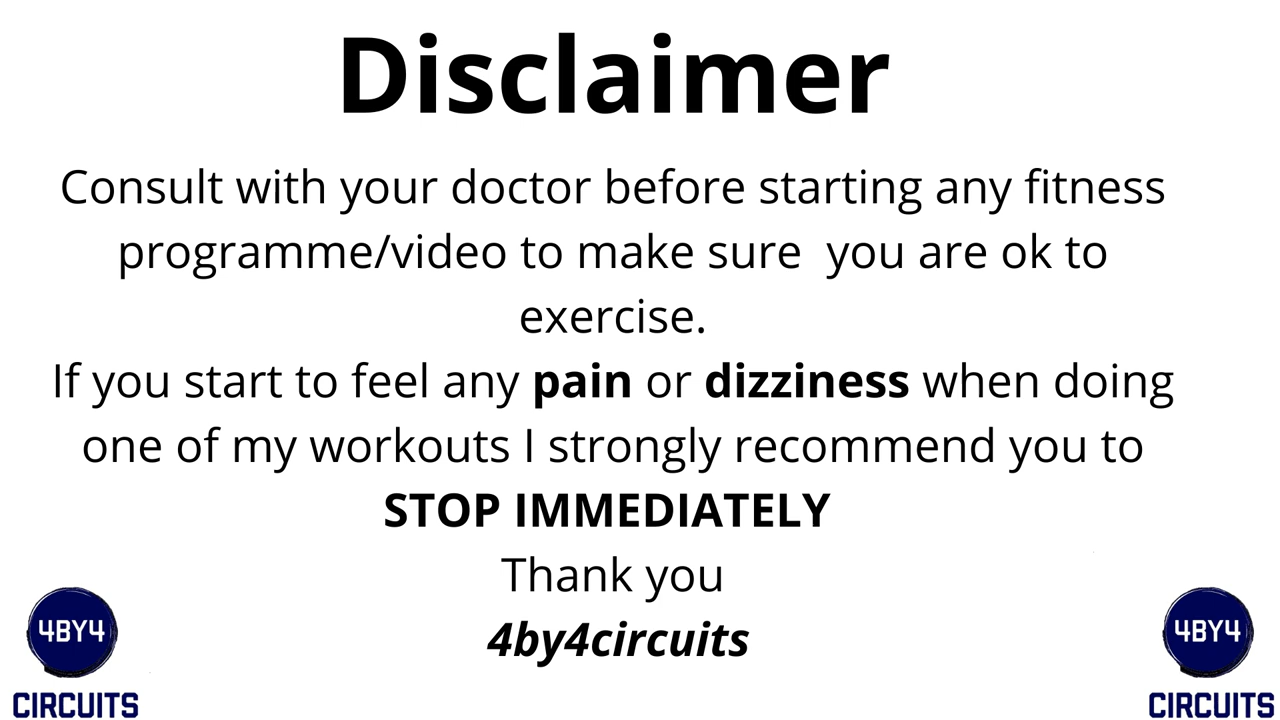 Disclaimer
Consult with your doctor before starting any fitness
programme/video to make sure  you are ok to
exercise.
If you start to feel any pain or dizziness when doing
one of my workouts I strongly recommend you to
STOP IMMEDIATELY
Thank you
4by4circuits
4BY4
CIRCUITS
4BY4
CIRCUITS